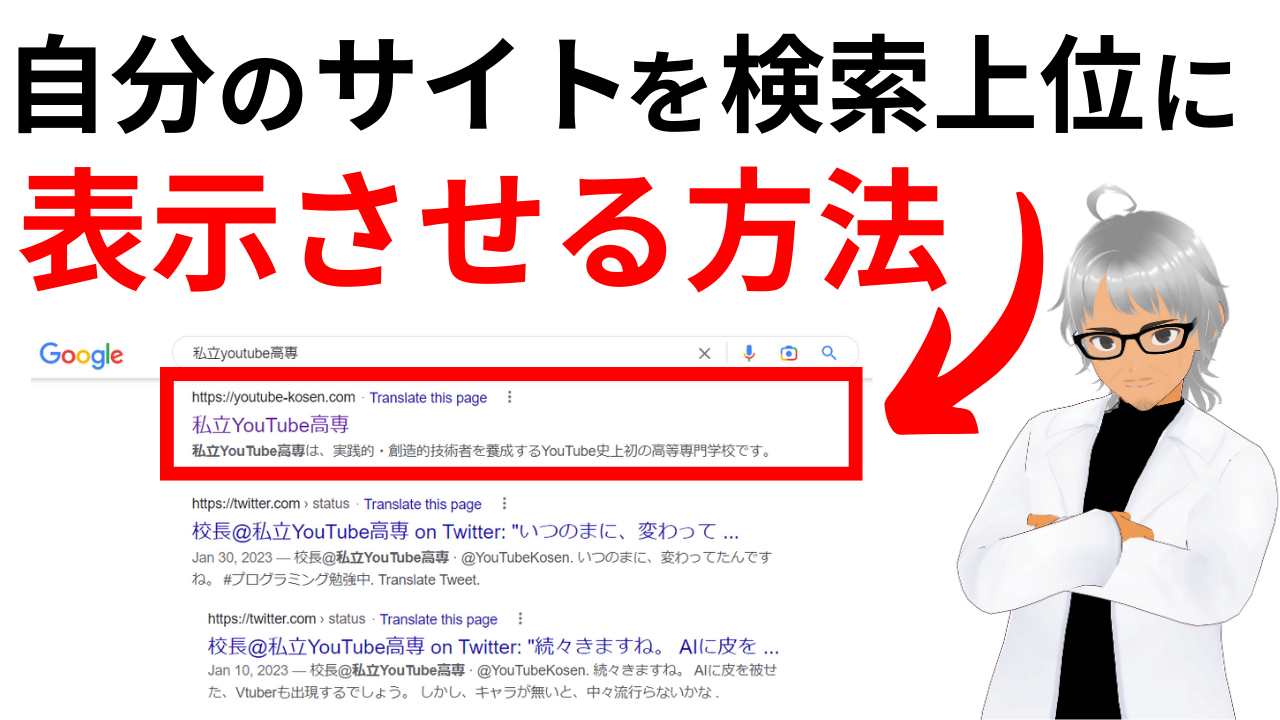 自分のサイトを検索上位に
表示させる方法
Google
私立youtube高専
https://youtube-kosen.com · Translate this page
私立YouTube高専
私立YouTube高専は、実践的・創造的技術者を養成するYouTube史上初の高等専門学校です。
https://twitter.com › status · Translate this page
校長@私立YouTube高専 on Twitter: "いつのまに、変わって ...
Jan 30, 2023 — 校長@私立YouTube高専 · @YouTubeKosen. いつのまに、変わってたんです
ね。 #プログラミング勉強中. Translate Tweet.
https://twitter.com › status · Translate this page
校長@私立YouTube高専 on Twitter: "続々きますね。 AIに皮を ...
Jan 10, 2023 — 校長@私立YouTube高専 · @YouTubeKosen. 続々きますね。 AIに皮を被せ
た、Vtuberも出現するでしょう。 しかし、キャラが無いと、中々流行らないかな .